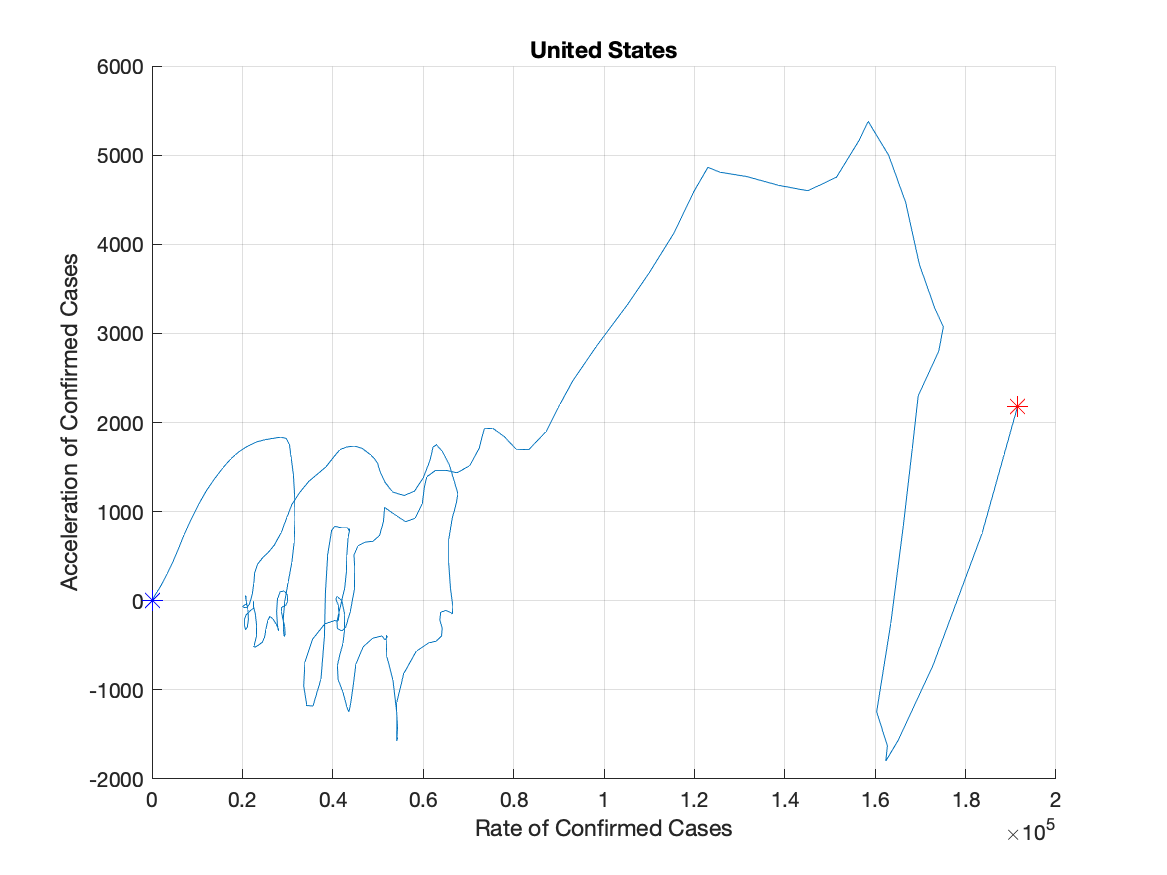 United States
6000
5000
4000
3000
2000
1000
0
-1000
-2000
Acceleration of Confirmed Cases
0 0.2 0.4 0.6 0.8 1 1.2 1.4 1.6 1.8 2
Rate of Confirmed Cases
×10⁵